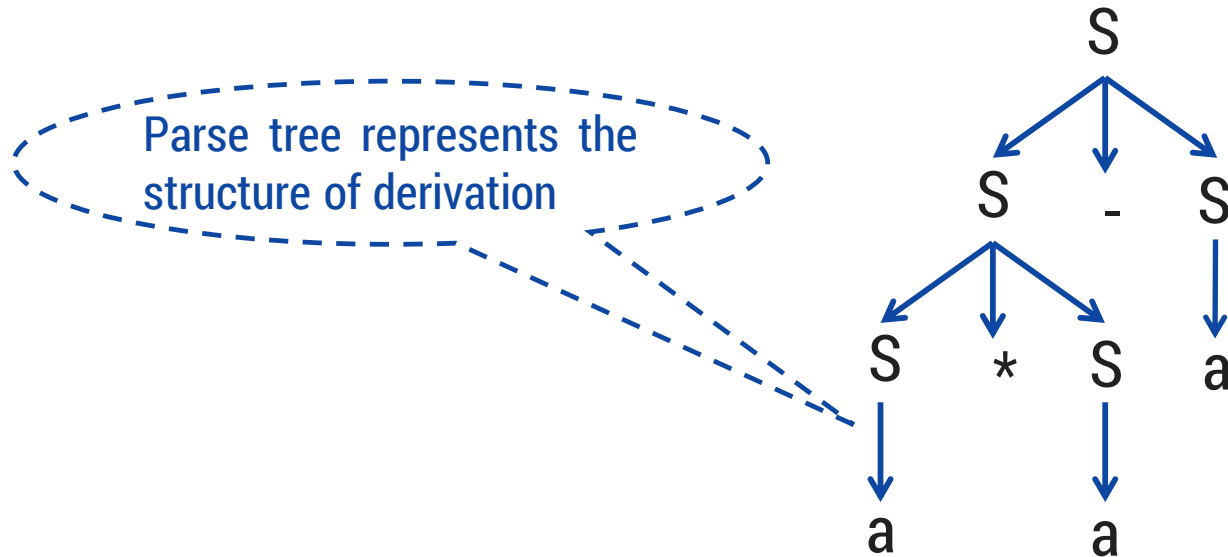 S
Parse tree represents the
structure of derivation
S - S
S * S a
a a